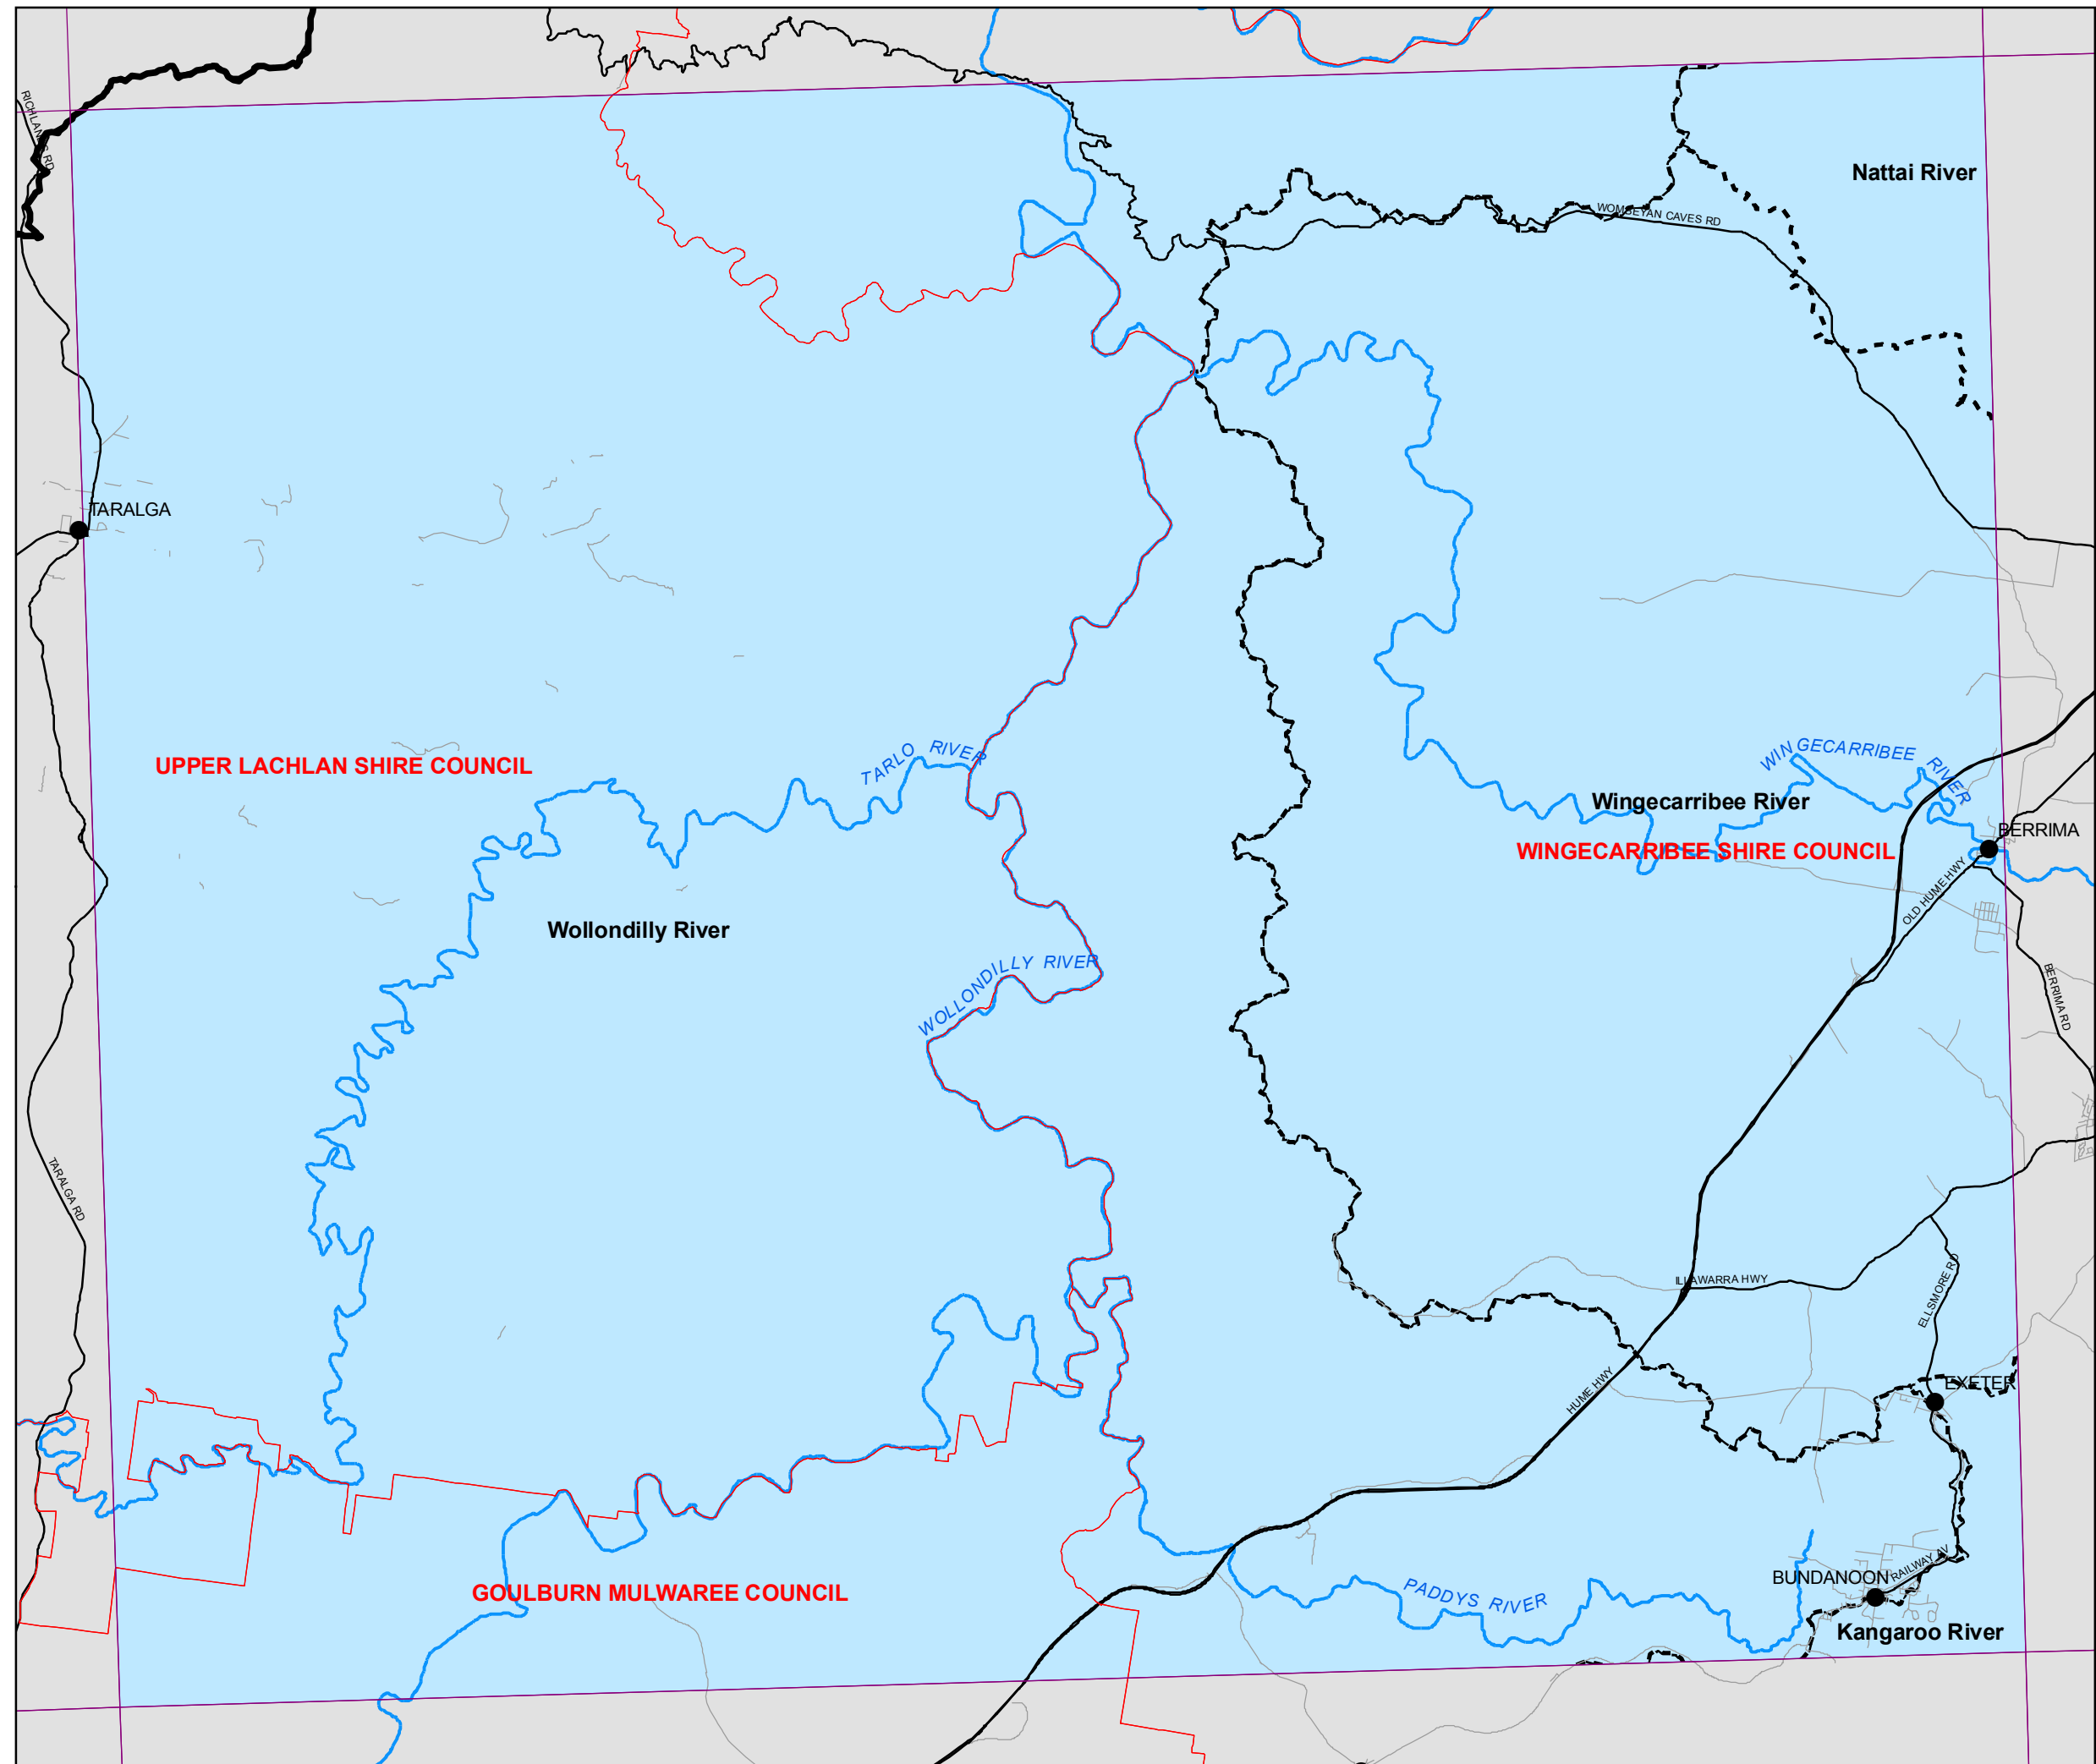 RICHLANDS RD
Nattai River
WOMBEYAN CAVES RD
TARALGA
TARLO RIVER
UPPER LACHLAN SHIRE COUNCIL
WINGECARRIBEE RIVER
Wingecarribee River
BERRIMA
WINGECARRIBEE SHIRE COUNCIL
OLD HUME HWY
Wollondilly River
WOLLONDILLY RIVER
BERRIMA RD
TARALGA RD
ILLAWARRA HWY
ELLSMORE RD
HUME HWY
EXETER
RAILWAY AV
BUNDANOON
GOULBURN MULWAREE COUNCIL
PADDYS RIVER
Kangaroo River